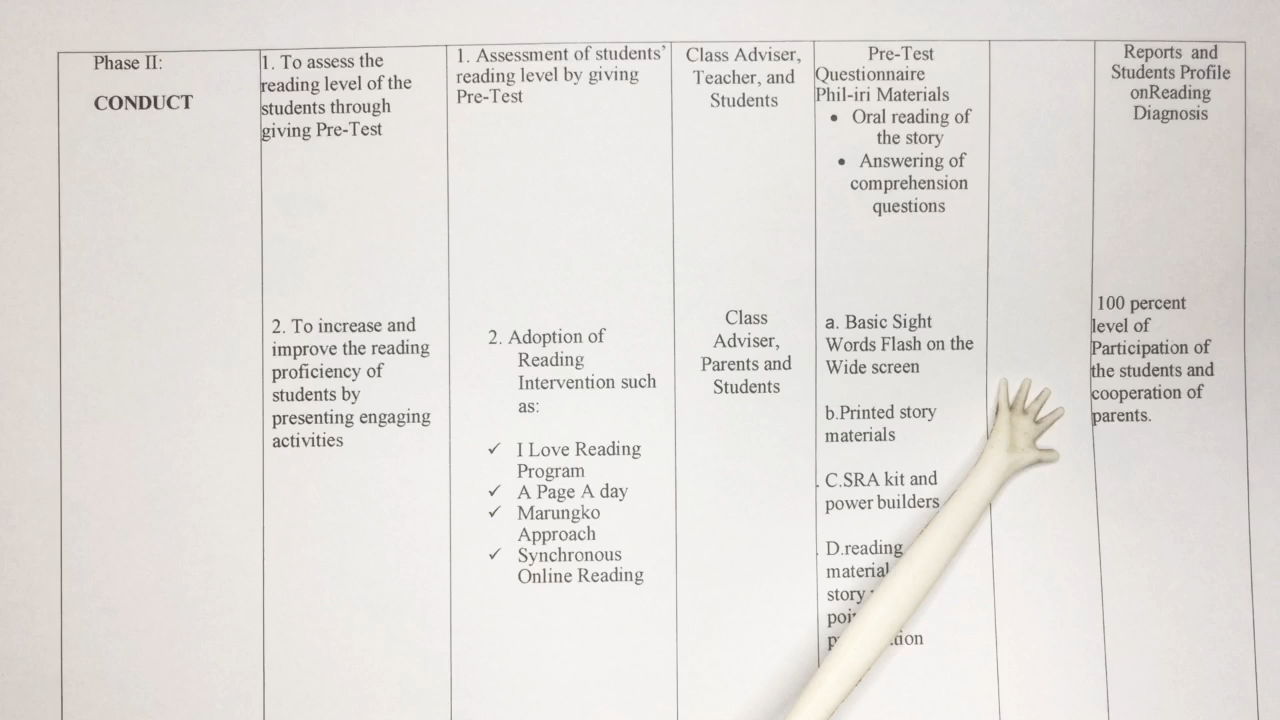 Phase II:
CONDUCT
1. To assess the
reading level of the
students through
giving Pre-Test
1. Assessment of students’
reading level by giving
Pre-Test
Class Adviser,
Teacher, and
Students
Pre-Test
Questionnaire
Phil-iri Materials
• Oral reading of
the story
• Answering of
comprehension
questions
Reports and
Students Profile
onReading
Diagnosis
2. To increase and
improve the reading
proficiency of
students by
presenting engaging
activities
2. Adoption of
Reading
Intervention such
as:
✓ I Love Reading
Program
✓ A Page A day
✓ Marungko
Approach
✓ Synchronous
Online Reading
Class
Adviser,
Parents and
Students
a. Basic Sight
Words Flash on the
Wide screen
b.Printed story
materials
. C.SRA kit and
power builders
. D.reading
material
story
100 percent
level of
Participation of
the students and
cooperation of
parents.